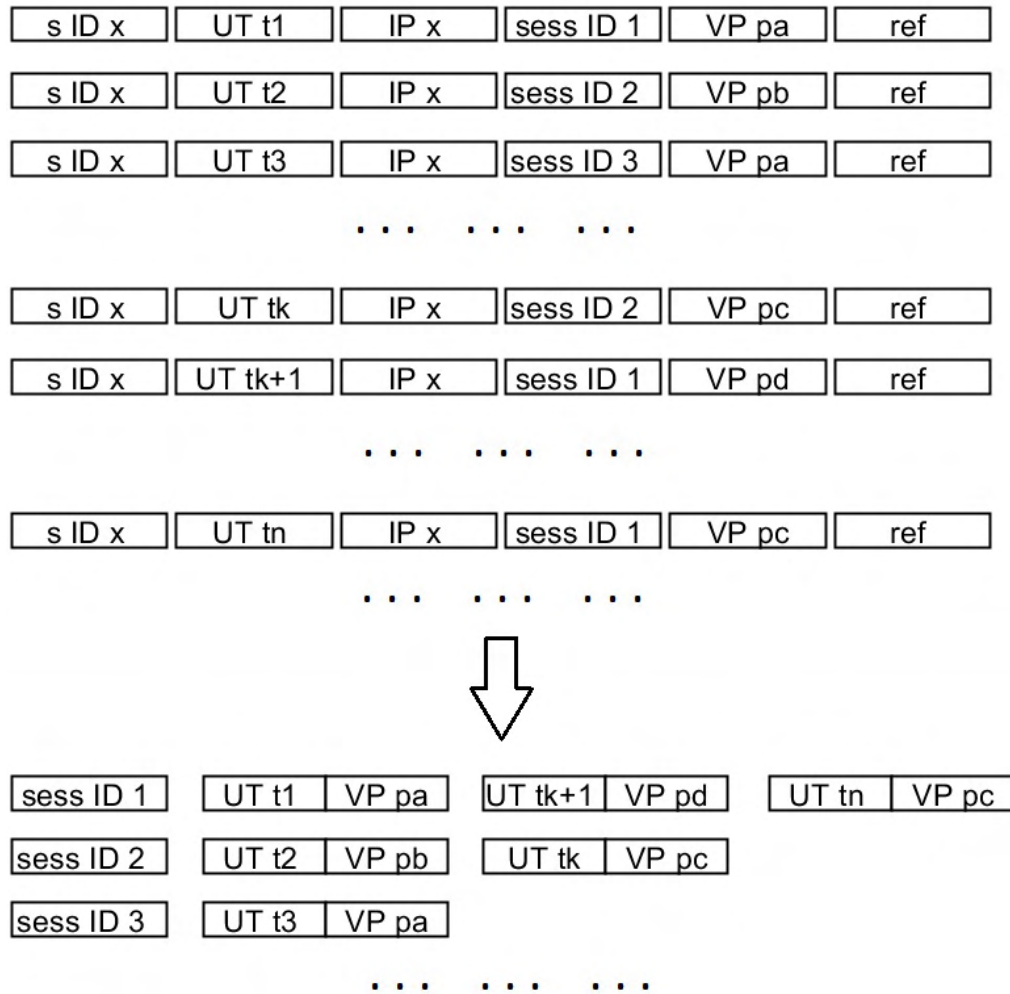 s ID x UT t1 IP x sess ID 1 VP pa ref
s ID x UT t2 IP x sess ID 2 VP pb ref
s ID x UT t3 IP x sess ID 3 VP pa ref
... ... ...
s ID x UT tk IP x sess ID 2 VP pc ref
s ID x UT tk+1 IP x sess ID 1 VP pd ref
... ... ...
s ID x UT tn IP x sess ID 1 VP pc ref
... ... ...
sess ID 1 UT t1 VP pa UT tk+1 VP pd UT tn VP pc
sess ID 2 UT t2 VP pb UT tk VP pc
sess ID 3 UT t3 VP pa
... ... ...